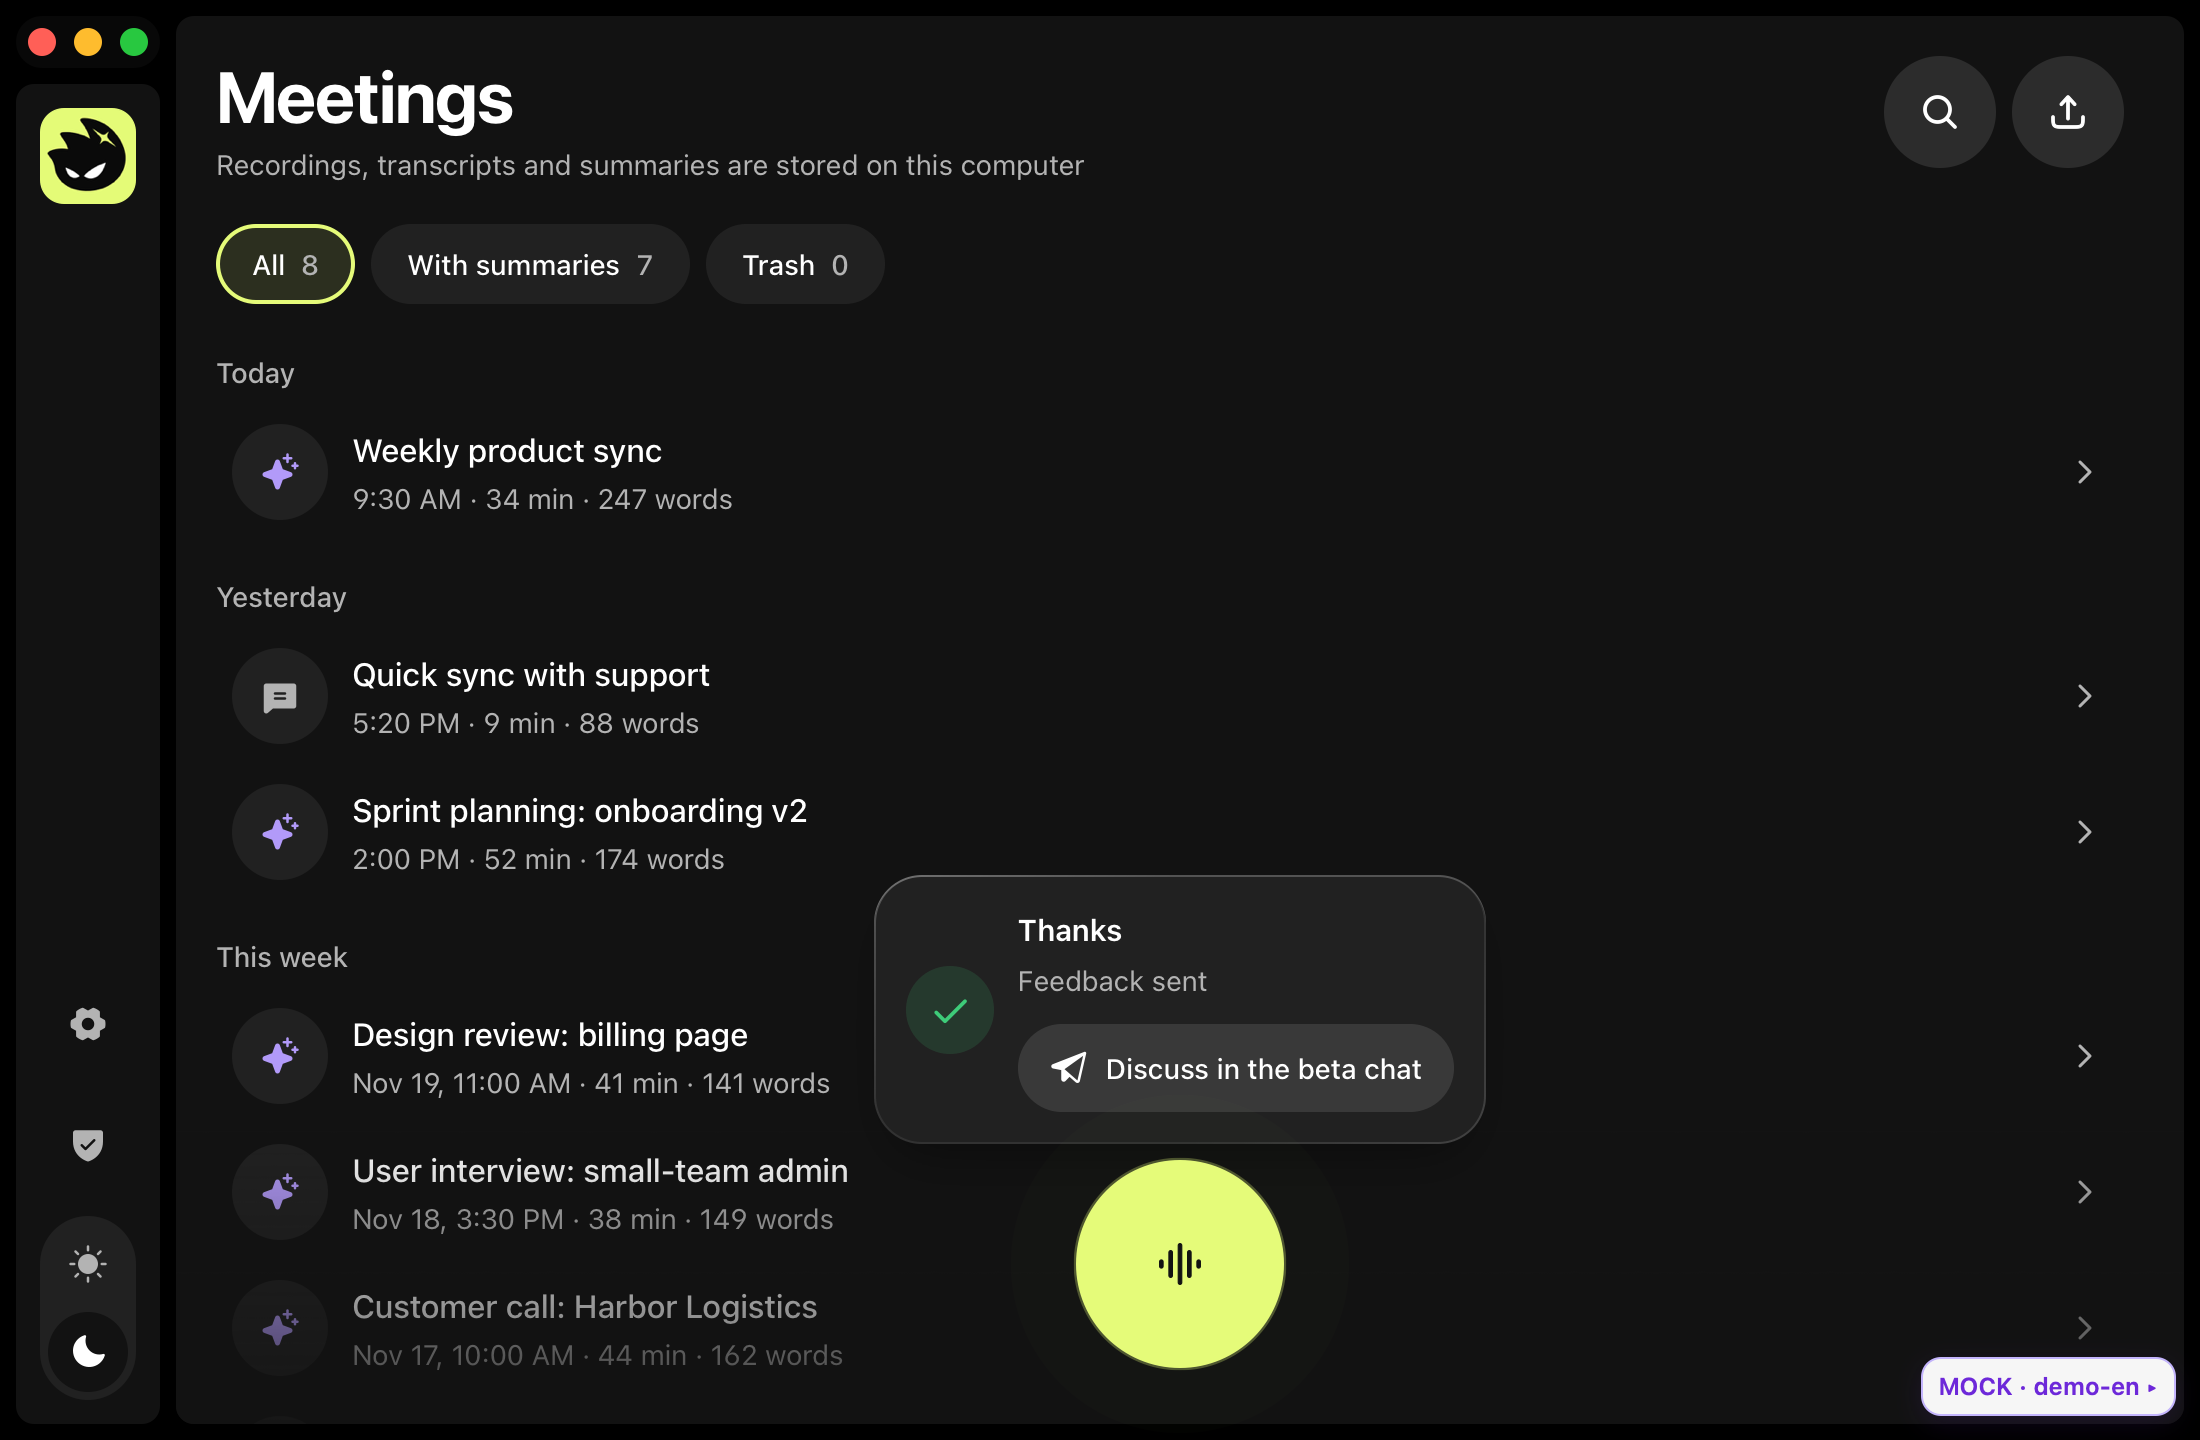 Meetings
Recordings, transcripts and summaries are stored on this computer
All 8
With summaries 7
Trash 0
Today
Weekly product sync
9:30 AM · 34 min · 247 words
Yesterday
Quick sync with support
5:20 PM · 9 min · 88 words
Sprint planning: onboarding v2
2:00 PM · 52 min · 174 words
This week
Design review: billing page
Nov 19, 11:00 AM · 41 min · 141 words
User interview: small-team admin
Nov 18, 3:30 PM · 38 min · 149 words
Customer call: Harbor Logistics
Nov 17, 10:00 AM · 44 min · 162 words
Thanks
Feedback sent
Discuss in the beta chat
MOCK · demo-en ▸